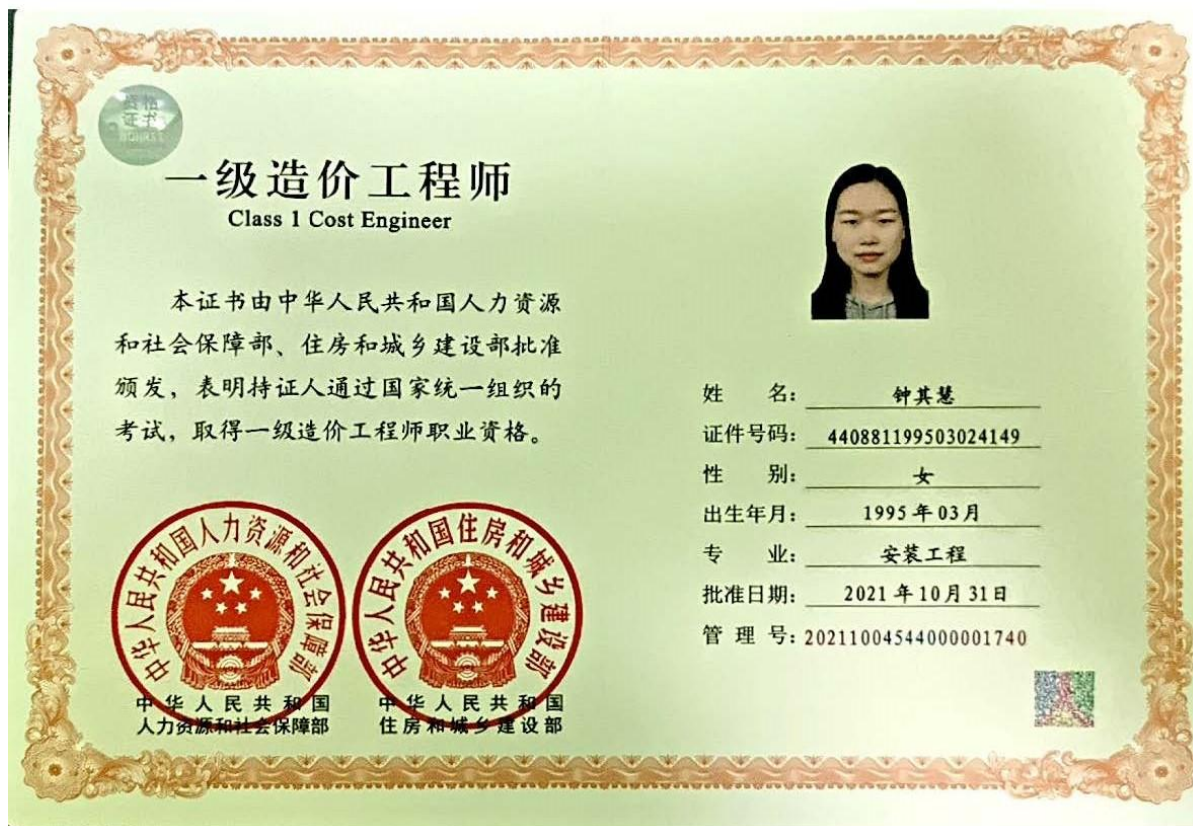 资格
证书
一级造价工程师
Class 1 Cost Engineer
本证书由中华人民共和国人力资源
和社会保障部、住房和城乡建设部批准
颁发，表明持证人通过国家统一组织的
考试，取得一级造价工程师职业资格。
中华人民共和国人力资源和社会保障部
中华人民共和国
人力资源和社会保障部
中华人民共和国住房和城乡建设部
中华人民共和国
住房和城乡建设部
姓 名： 钟其慧
证件号码： 440881199503024149
性 别： 女
出生年月： 1995年03月
专 业： 安装工程
批准日期： 2021年10月31日
管 理 号：20211004544000001740